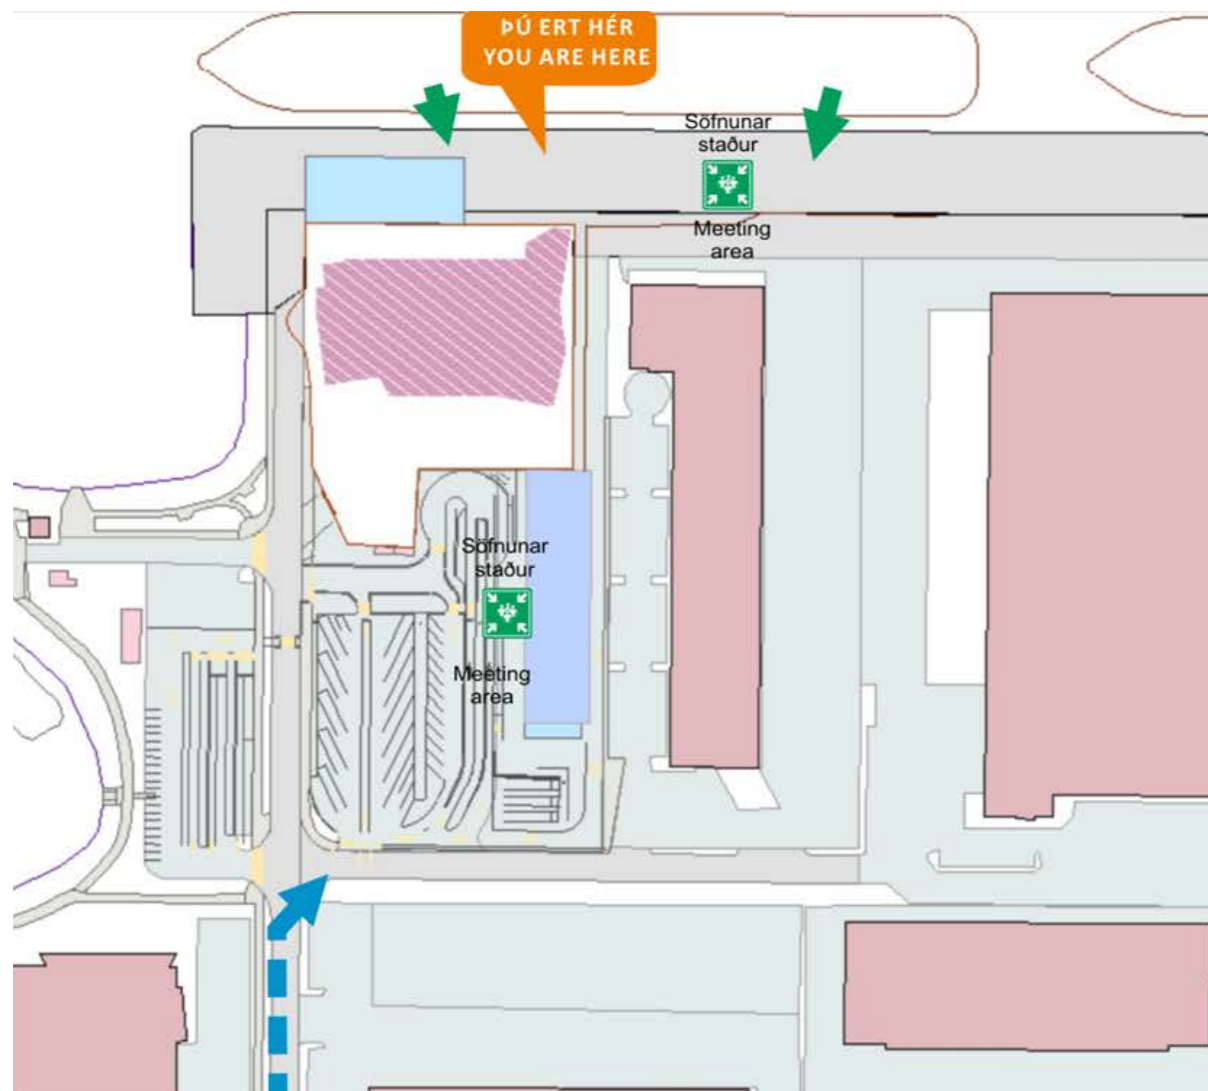 ÞÚ ERT HÉR
YOU ARE HERE
Söfnunar
staður
Meeting
area
Söfnunar
staður
Meeting
area